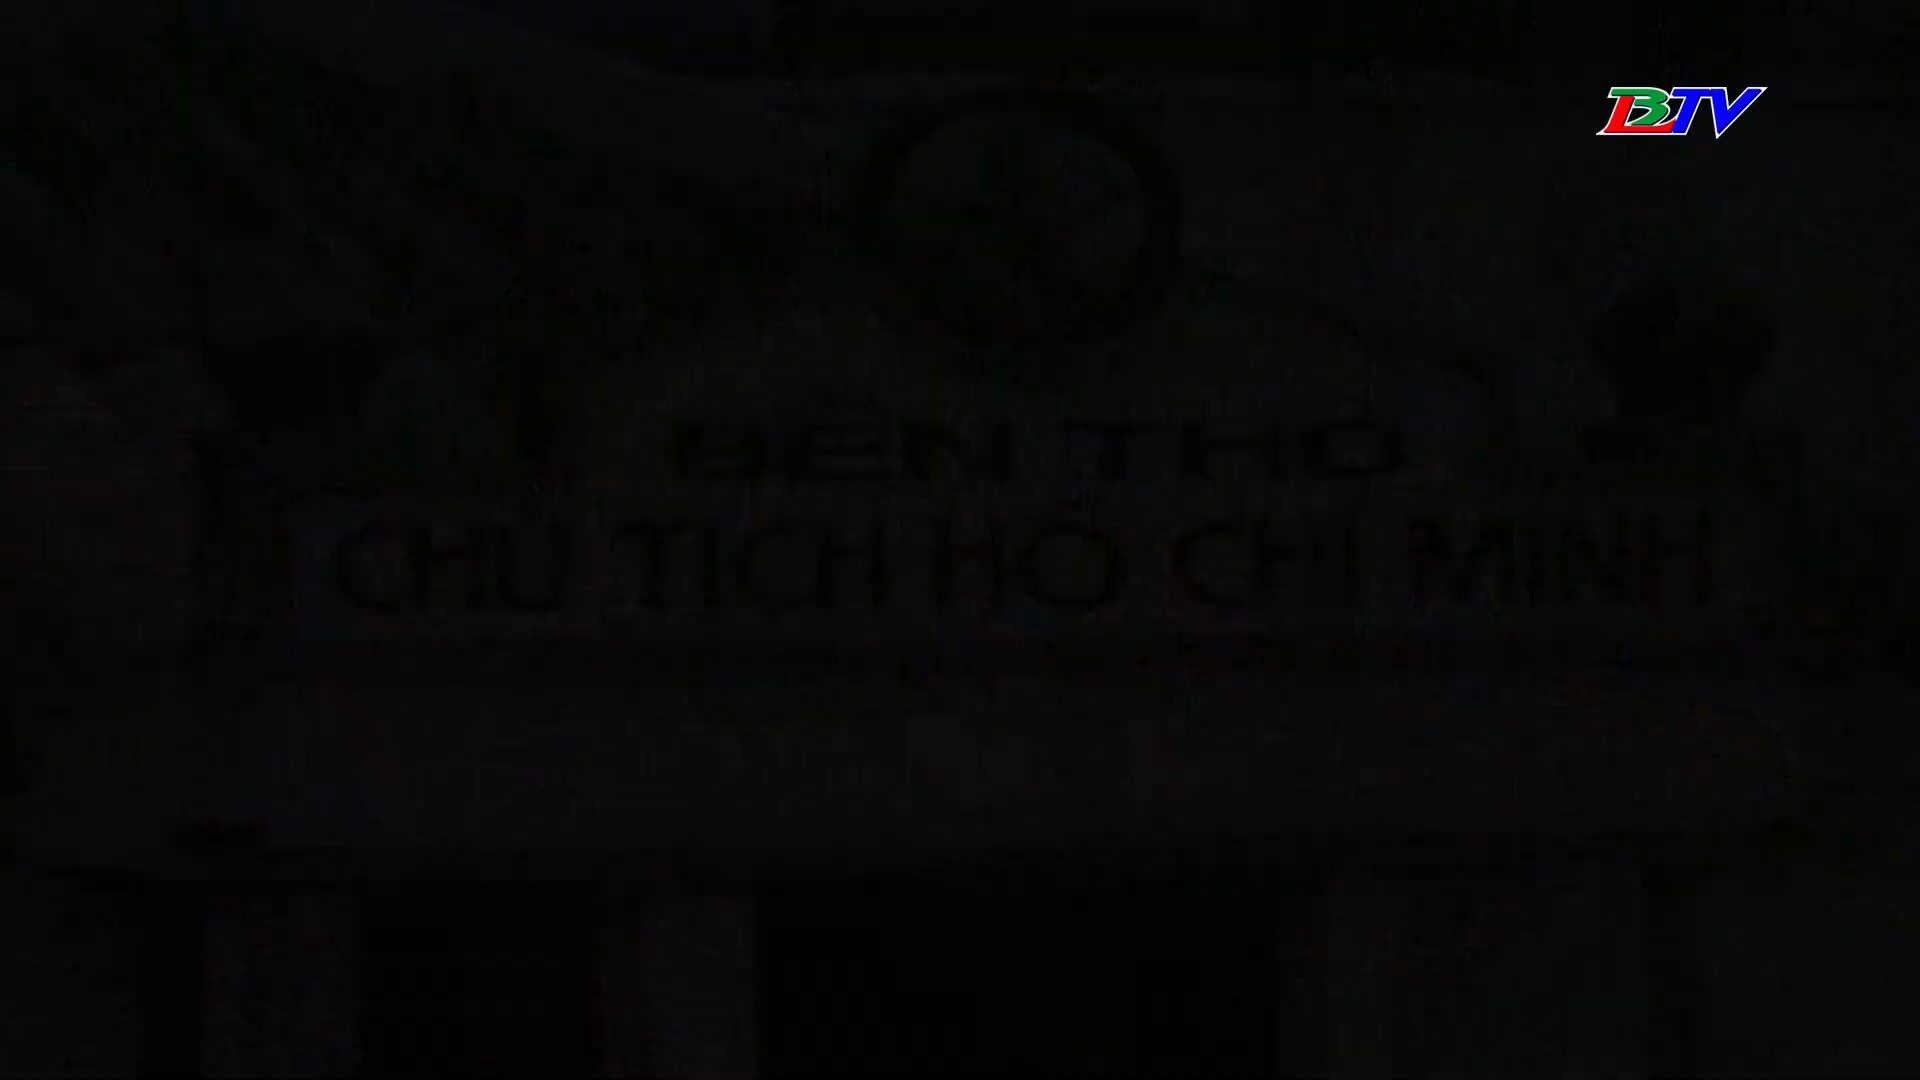 BTV
ĐỀN THỜ
CHỦ TỊCH HỒ CHÍ MINH